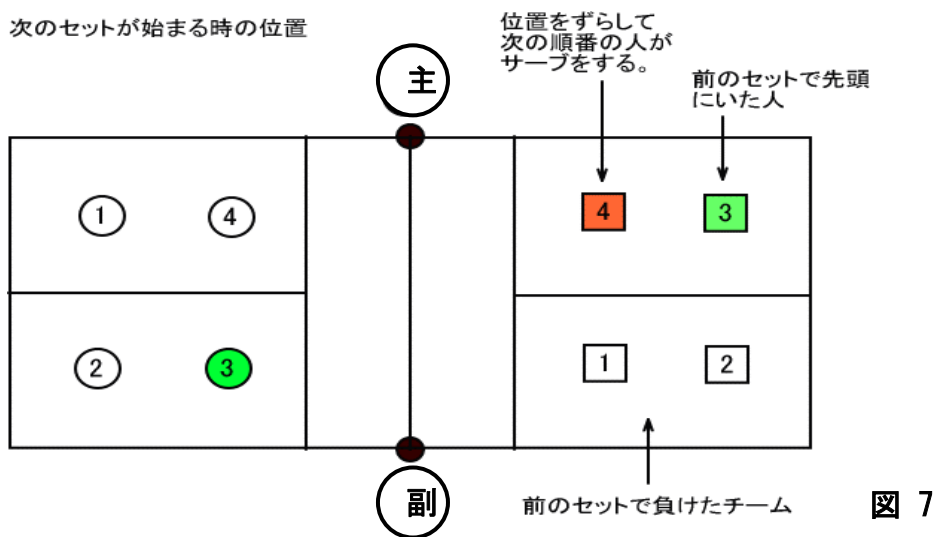 次のセットが始まる時の位置
位置をずらして
次の順番の人が
サーブをする。
前のセットで先頭
にいた人
主
1
4
4
3
2
3
1
2
副
前のセットで負けたチーム
図 7